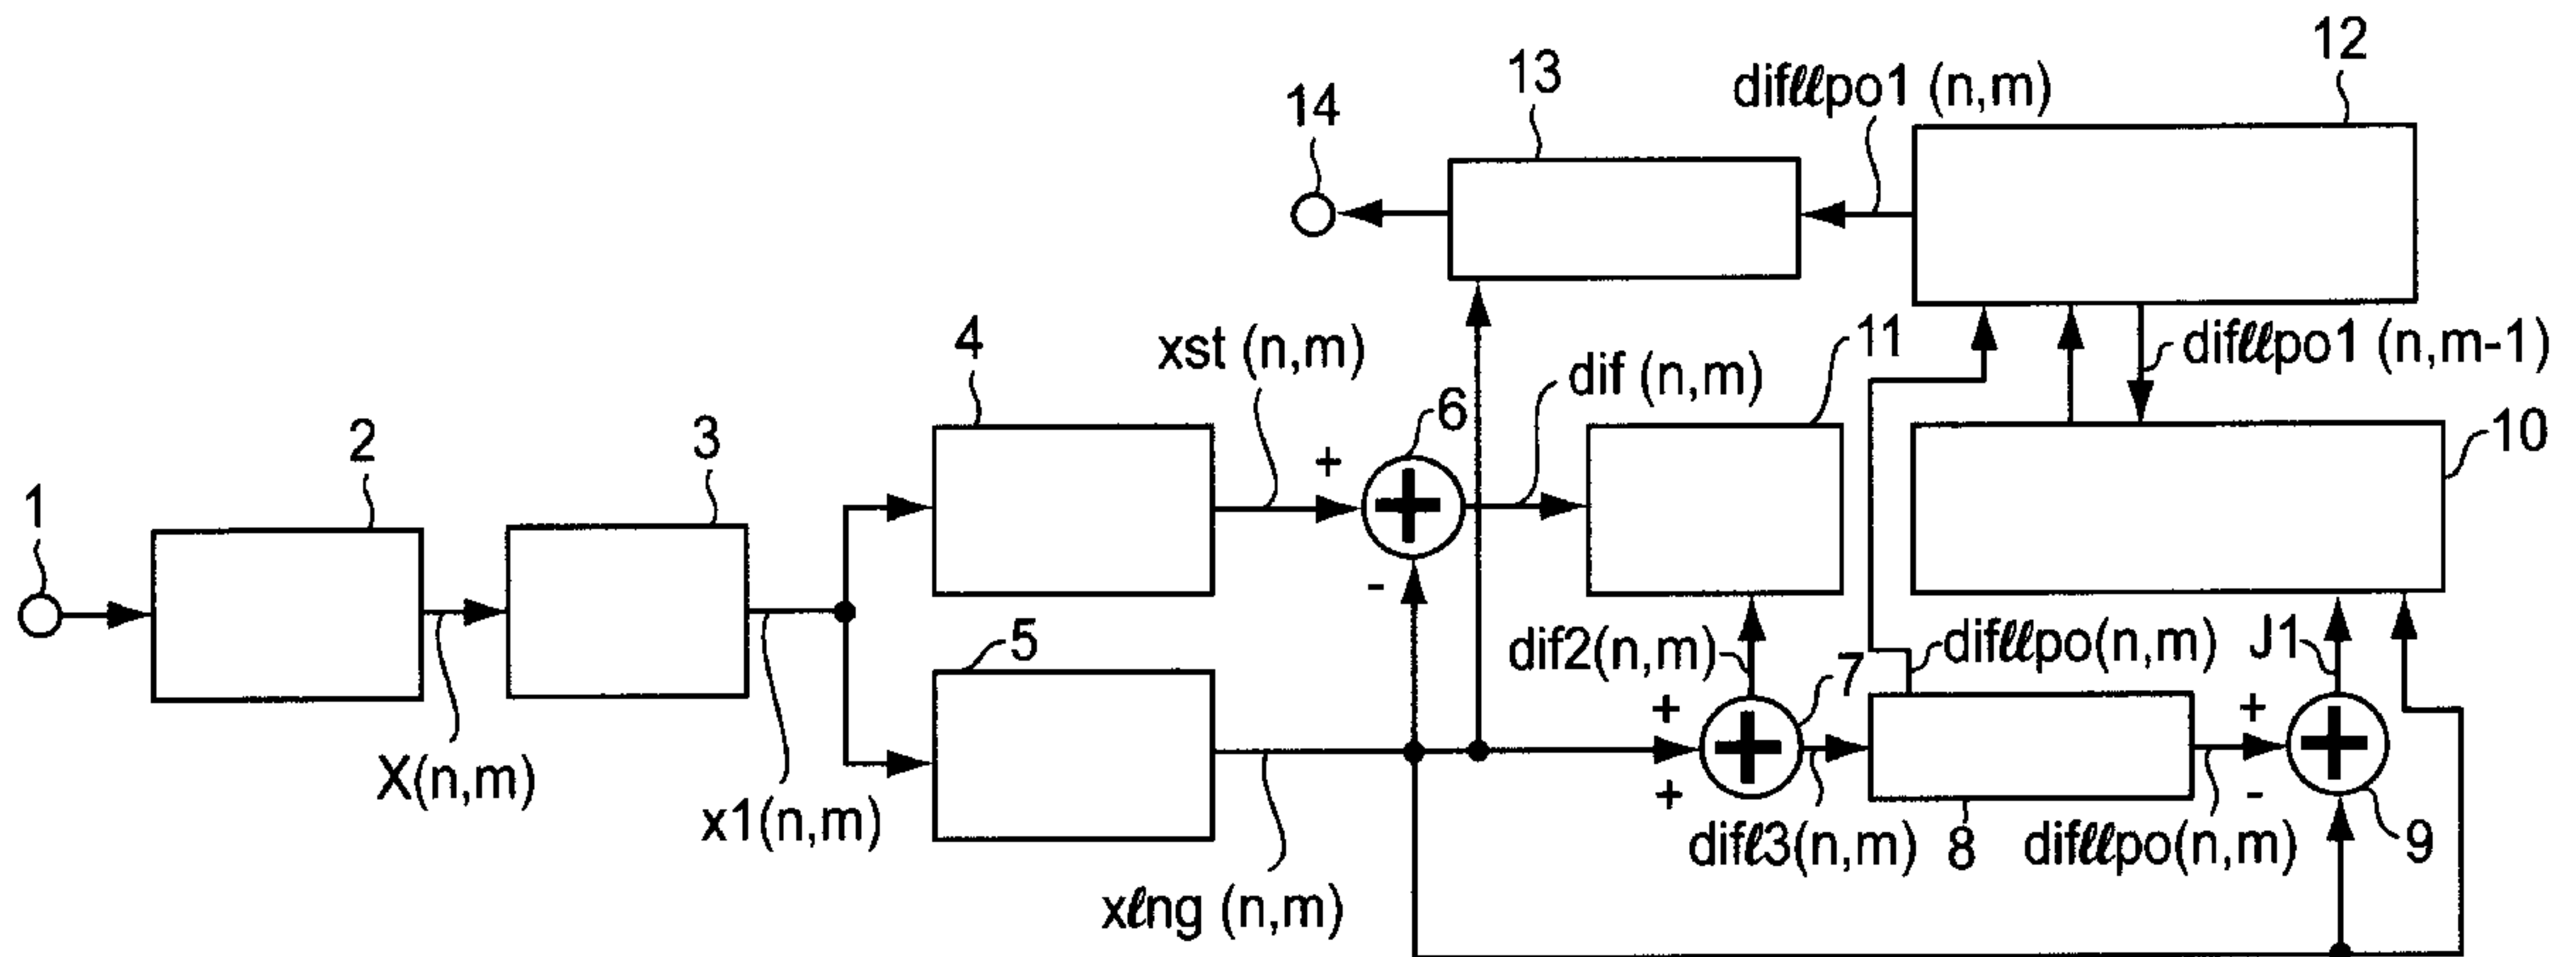 12
13
difℓℓpo1 (n,m)
14
4
xst (n,m)
11
difℓℓpo1 (n,m-1)
dif (n,m)
6
2
3
10
+
1
-
5
dif2(n,m)
7
difℓℓpo(n,m)
J1
+
+
X(n,m)
x1(n,m)
+
-
difℓ3(n,m)
8
difℓℓpo(n,m)
9
xℓng (n,m)